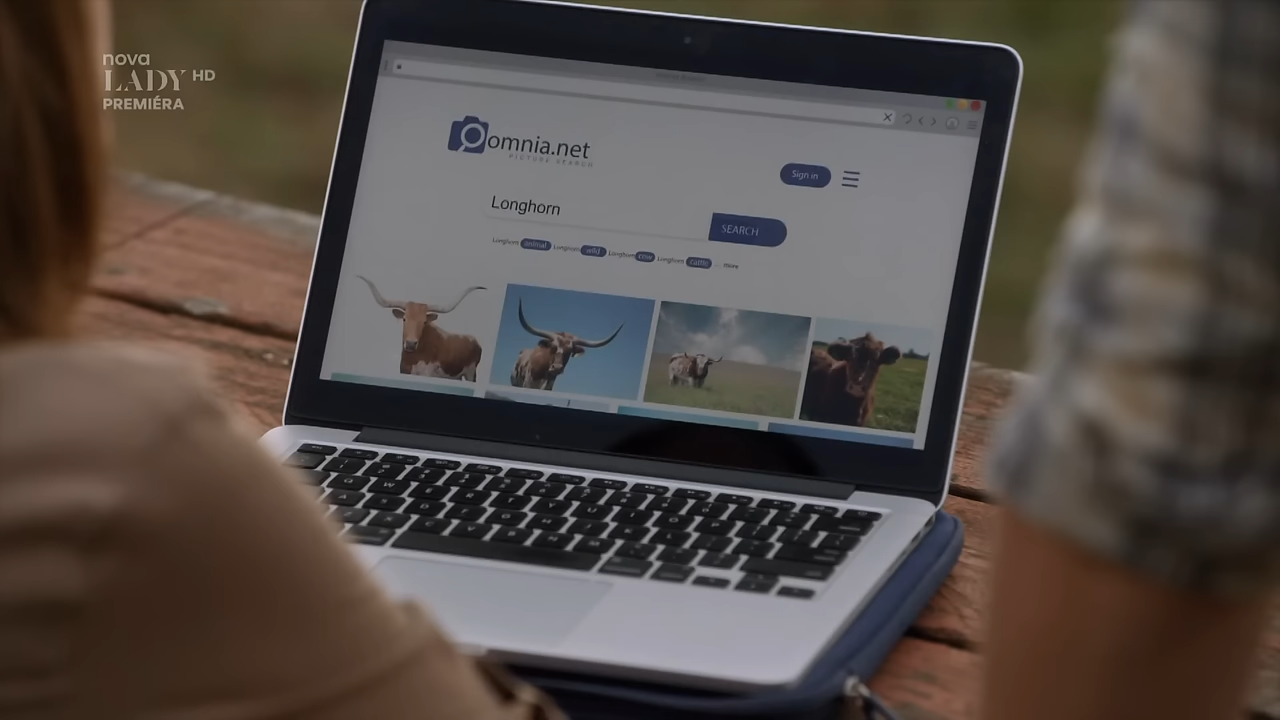 nova
LADY HD
PREMIÉRA
omnia.net
PICTURE SEARCH
Sign in
Longhorn
SEARCH
Longhorn animal Longhorn wild Longhorn cow Longhorn cattle ... more